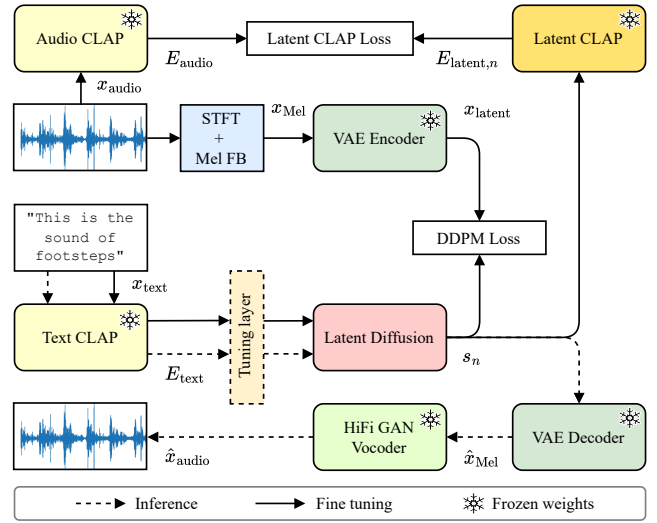 Audio CLAP
E_audio
Latent CLAP Loss
E_latent,n
Latent CLAP
x_audio
STFT
+
Mel FB
x_Mel
VAE Encoder
x_latent
"This is the
sound of
footsteps"
DDPM Loss
x_text
Text CLAP
E_text
Tuning layer
Latent Diffusion
s_n
x̂_audio
HiFi GAN
Vocoder
x̂_Mel
VAE Decoder
Inference
Fine tuning
Frozen weights